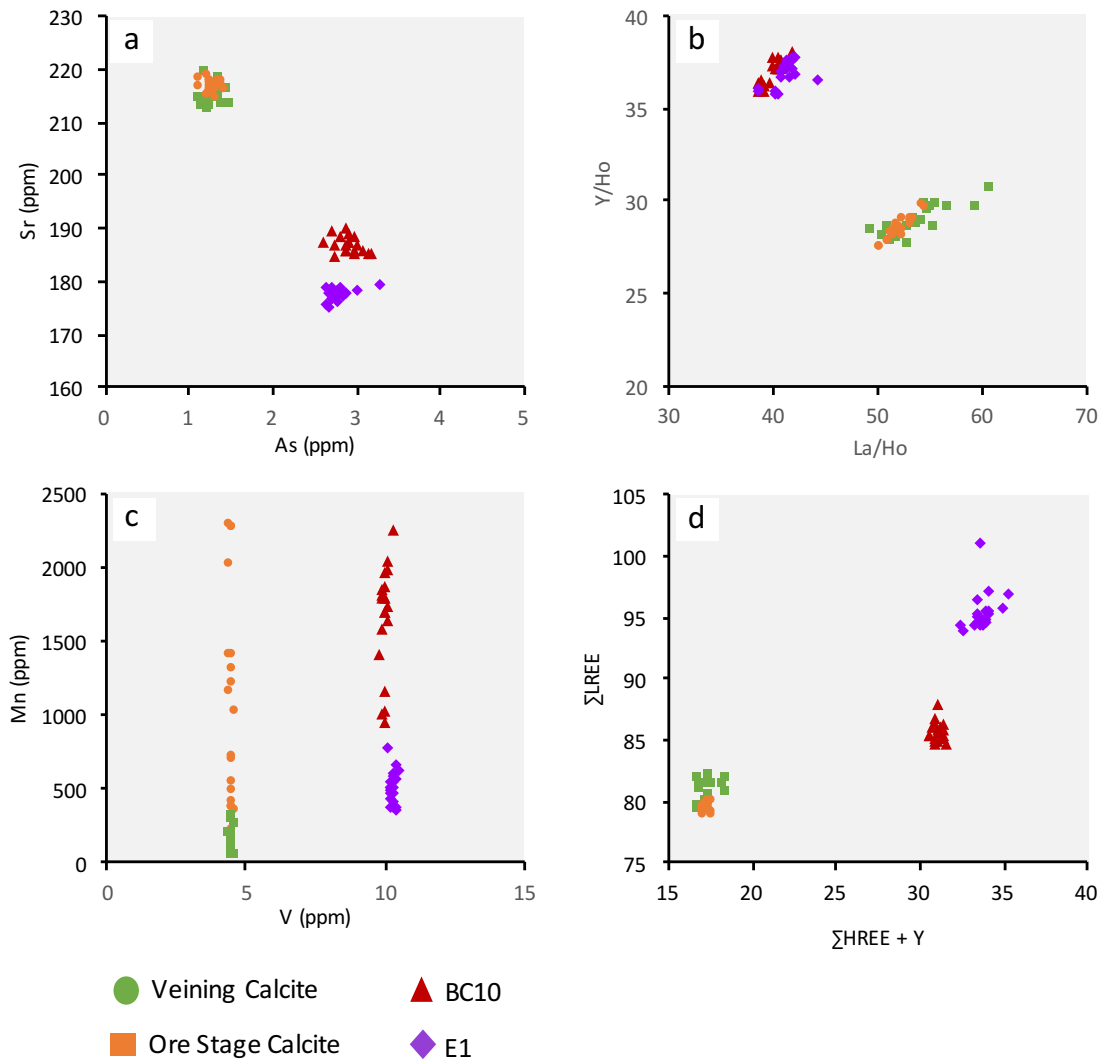 a
230
220
210
200
190
180
170
160
Sr (ppm)
0 1 2 3 4 5
As (ppm)
b
40
35
30
25
20
Y/Ho
30 40 50 60 70
La/Ho
c
2500
2000
1500
1000
500
0
Mn (ppm)
0 5 10 15
V (ppm)
d
105
100
95
90
85
80
75
∑LREE
15 20 25 30 35 40
∑HREE + Y
Veining Calcite
BC10
Ore Stage Calcite
E1